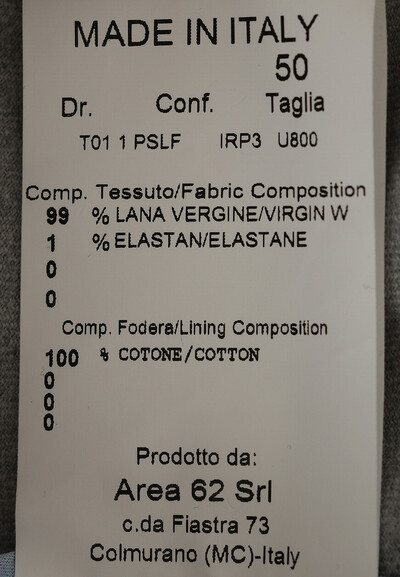 MADE IN ITALY
50
Dr. Conf. Taglia
T01 1 PSLF IRP3 U800
Comp. Tessuto/Fabric Composition
99 % LANA VERGINE/VIRGIN W
1 % ELASTAN/ELASTANE
0
0
Comp. Fodera/Lining Composition
100 % COTONE/COTTON
0
0
0
Prodotto da:
Area 62 Srl
c.da Fiastra 73
Colmurano (MC)-Italy